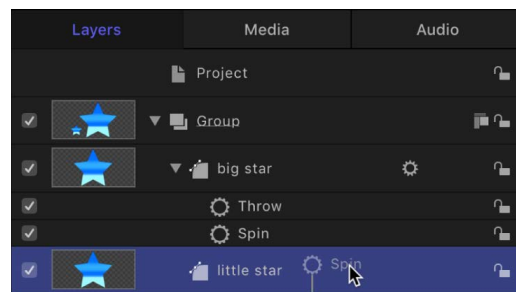 Layers Media Audio
Project
Group
big star
Throw
Spin
little star Spin